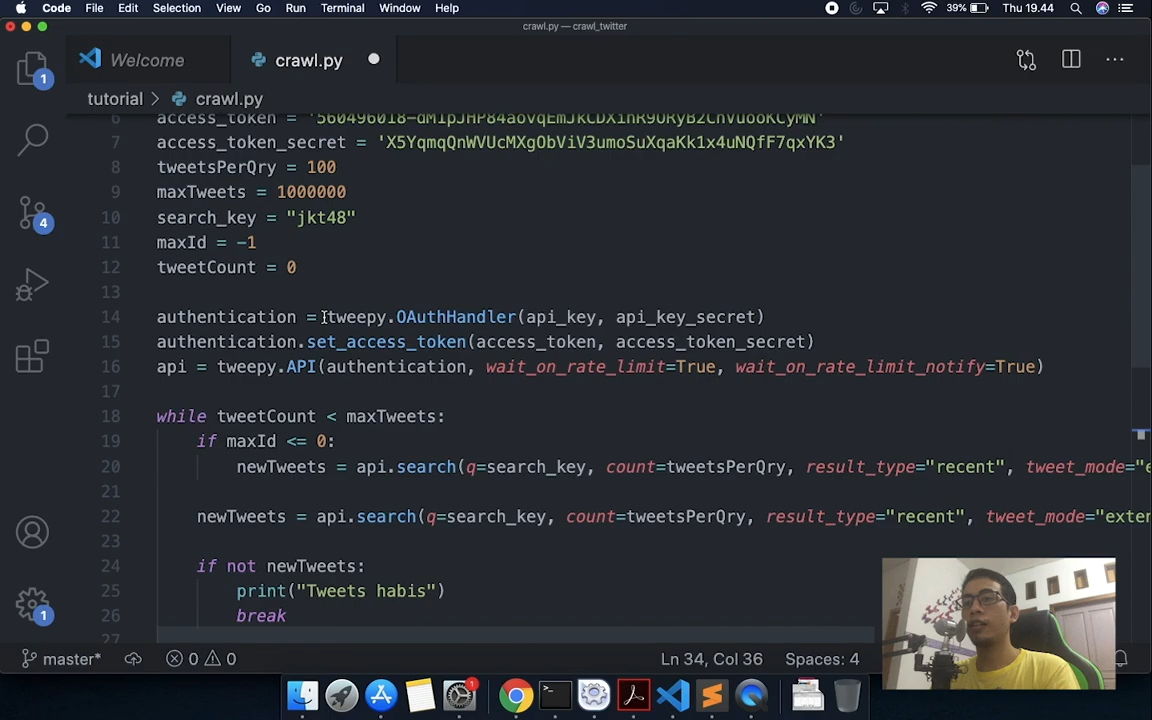 Code File Edit Selection View Go Run Terminal Window Help 39% Thu 19.44
crawl.py — crawl_twitter
Welcome crawl.py
tutorial > crawl.py
6 access_token =
7 access_token_secret = 'X5YqmqQnWVUcMXgObViV3umoSuXqaKk1x4uNQfF7qxYK3'
8 tweetsPerQry = 100
9 maxTweets = 1000000
10 search_key = "jkt48"
11 maxId = -1
12 tweetCount = 0
13
14 authentication = tweepy.OAuthHandler(api_key, api_key_secret)
15 authentication.set_access_token(access_token, access_token_secret)
16 api = tweepy.API(authentication, wait_on_rate_limit=True, wait_on_rate_limit_notify=True)
17
18 while tweetCount < maxTweets:
19 if maxId <= 0:
20 newTweets = api.search(q=search_key, count=tweetsPerQry, result_type="recent", tweet_mode="e
21
22 newTweets = api.search(q=search_key, count=tweetsPerQry, result_type="recent", tweet_mode="exten
23
24 if not newTweets:
25 print("Tweets habis")
26 break
27
master* 0 0 Ln 34, Col 36 Spaces: 4